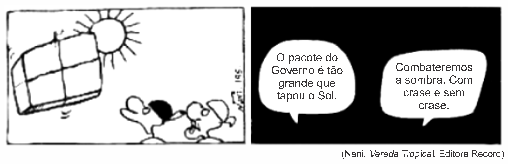 O pacote do
Governo é tão
grande que
tapou o Sol.
Combateremos
a sombra. Com
crase e sem
crase.
(Nani. Vereda Tropical. Editora Record)